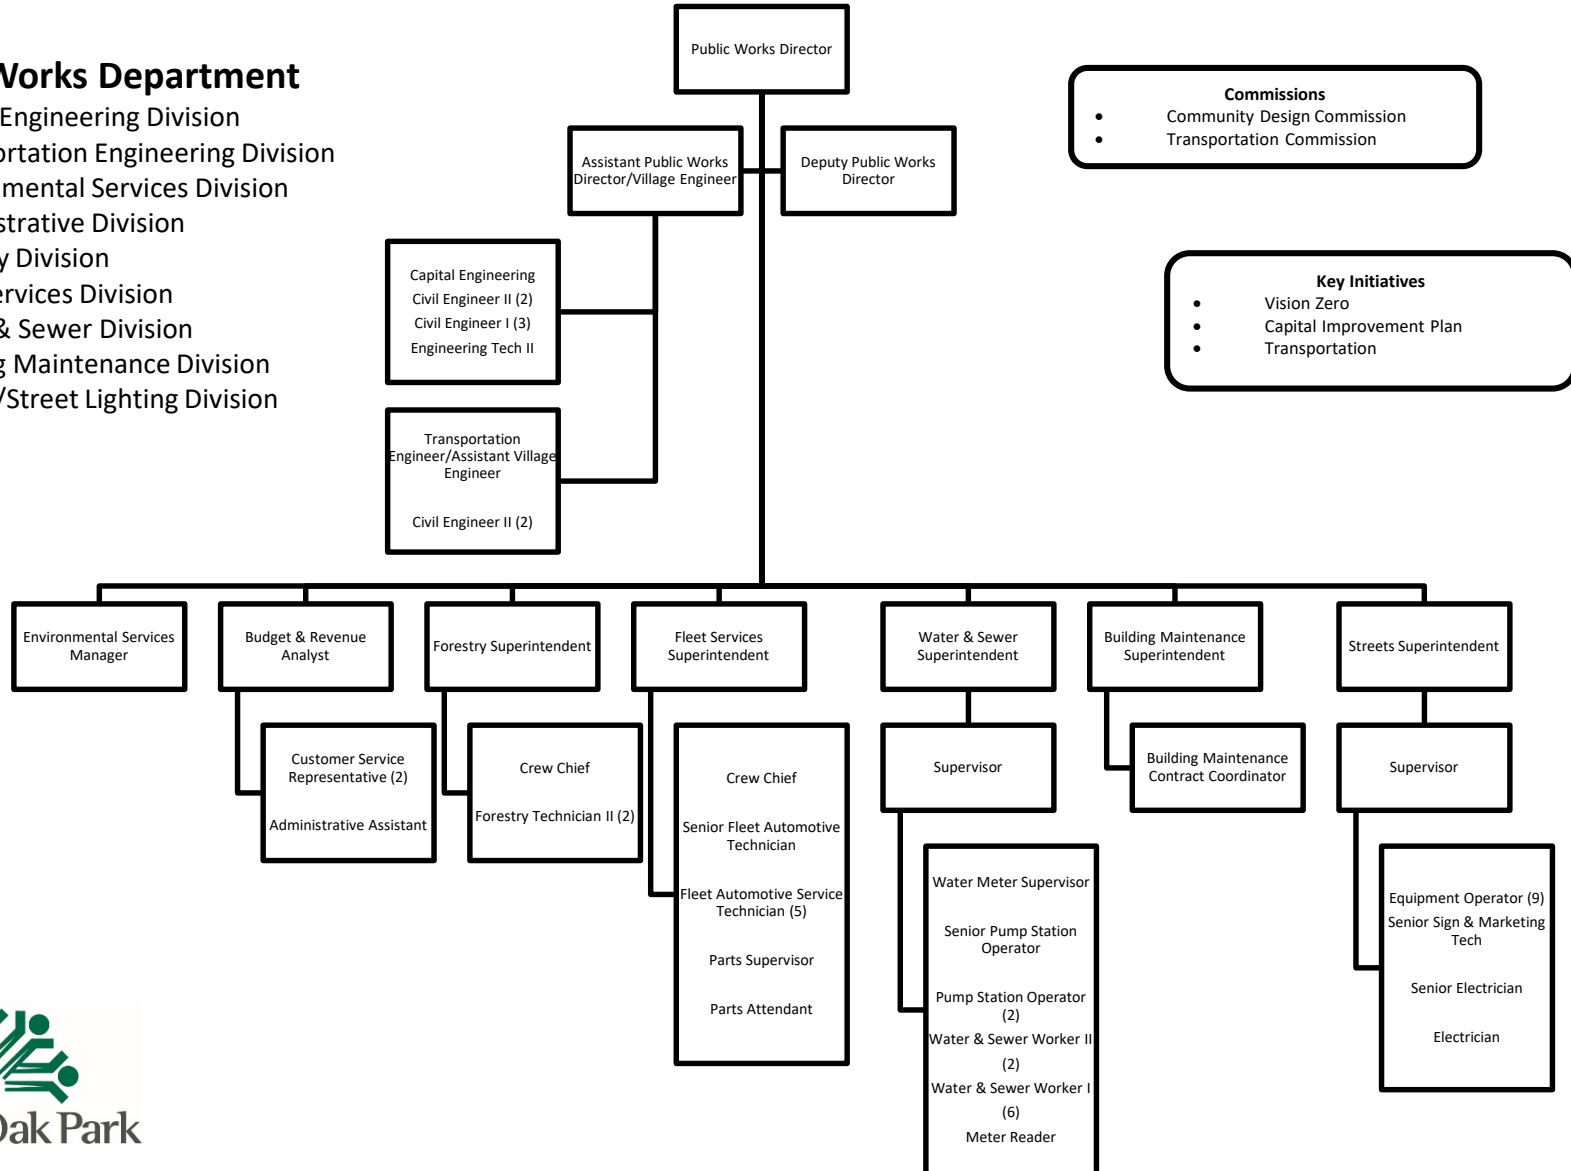 Public Works Director
Works Department
Engineering Division
ortation Engineering Division
mental Services Division
strative Division
y Division
ervices Division
& Sewer Division
g Maintenance Division
/Street Lighting Division
Commissions
• Community Design Commission
• Transportation Commission
Assistant Public Works
Director/Village Engineer
Deputy Public Works
Director
Key Initiatives
• Vision Zero
• Capital Improvement Plan
• Transportation
Capital Engineering
Civil Engineer II (2)
Civil Engineer I (3)
Engineering Tech II
Transportation
Engineer/Assistant Village
Engineer
Civil Engineer II (2)
Environmental Services
Manager
Budget & Revenue
Analyst
Forestry Superintendent
Fleet Services
Superintendent
Water & Sewer
Superintendent
Building Maintenance
Superintendent
Streets Superintendent
Customer Service
Representative (2)
Administrative Assistant
Crew Chief
Forestry Technician II (2)
Crew Chief
Senior Fleet Automotive
Technician
Fleet Automotive Service
Technician (5)
Parts Supervisor
Parts Attendant
Supervisor
Water Meter Supervisor
Senior Pump Station
Operator
Pump Station Operator
(2)
Water & Sewer Worker II
(2)
Water & Sewer Worker I
(6)
Meter Reader
Building Maintenance
Contract Coordinator
Supervisor
Equipment Operator (9)
Senior Sign & Marketing
Tech
Senior Electrician
Electrician
Oak Park